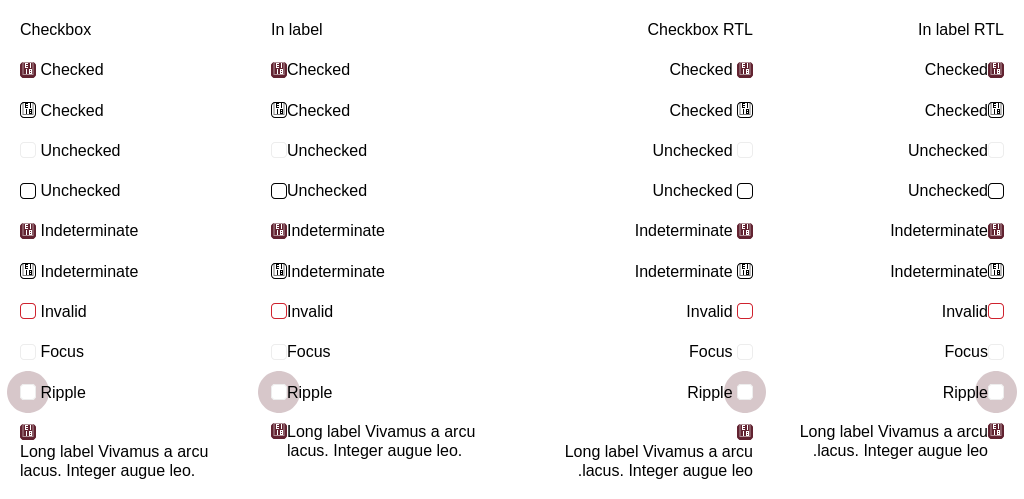 Checkbox In label Checkbox RTL In label RTL
Checked Checked Checked Checked
Checked Checked Checked Checked
Unchecked Unchecked Unchecked Unchecked
Unchecked Unchecked Unchecked Unchecked
Indeterminate Indeterminate Indeterminate Indeterminate
Indeterminate Indeterminate Indeterminate Indeterminate
Invalid Invalid Invalid Invalid
Focus Focus Focus Focus
Ripple Ripple Ripple Ripple
Long label Vivamus a arcu
lacus. Integer augue leo.
Long label Vivamus a arcu
lacus. Integer augue leo.
Long label Vivamus a arcu
.lacus. Integer augue leo
Long label Vivamus a arcu
.lacus. Integer augue leo